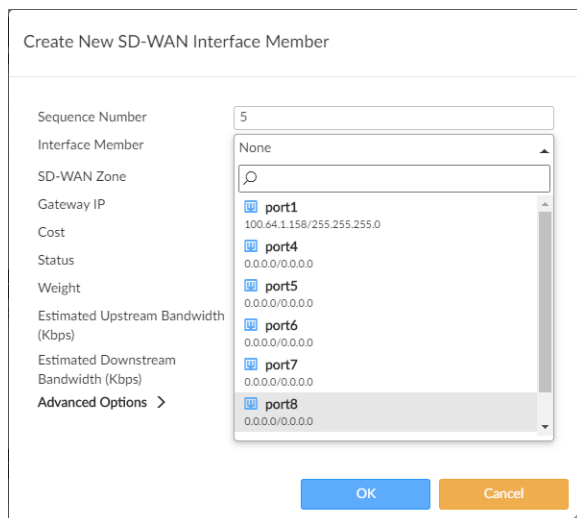 Create New SD-WAN Interface Member
Sequence Number
5
Interface Member
None
SD-WAN Zone
Gateway IP
port1
100.64.1.158/255.255.255.0
Cost
port4
0.0.0.0/0.0.0.0
Status
port5
0.0.0.0/0.0.0.0
Weight
port6
0.0.0.0/0.0.0.0
Estimated Upstream Bandwidth
(Kbps)
port7
0.0.0.0/0.0.0.0
Estimated Downstream
Bandwidth (Kbps)
Advanced Options >
port8
0.0.0.0/0.0.0.0
OK
Cancel